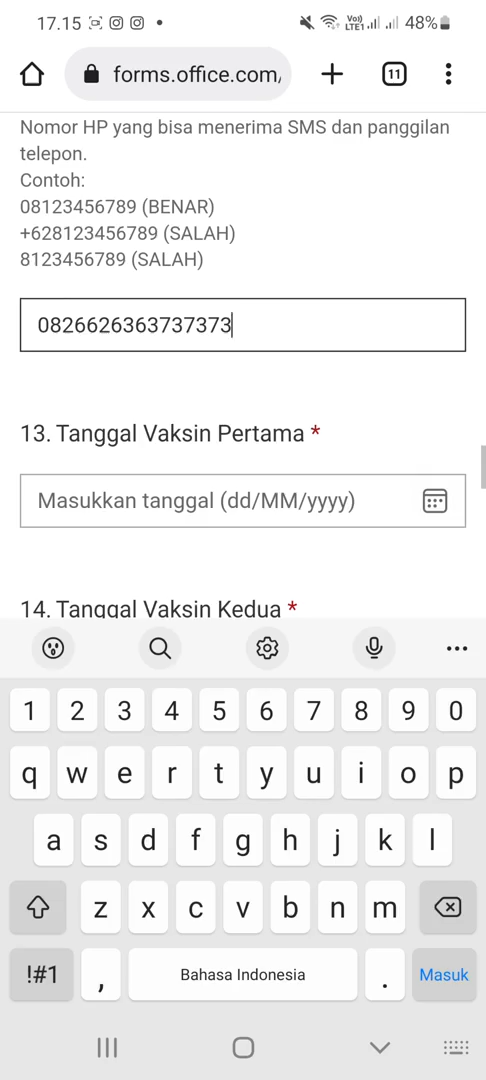 17.15
Vo))
LTE1
48%
forms.office.com/
11
Nomor HP yang bisa menerima SMS dan panggilan
telepon.
Contoh:
08123456789 (BENAR)
+628123456789 (SALAH)
8123456789 (SALAH)
0826626363737373
13. Tanggal Vaksin Pertama *
Masukkan tanggal (dd/MM/yyyy)
14. Tanggal Vaksin Kedua *
1 2 3 4 5 6 7 8 9 0
q w e r t y u i o p
a s d f g h j k l
z x c v b n m
!#1 , Bahasa Indonesia . Masuk